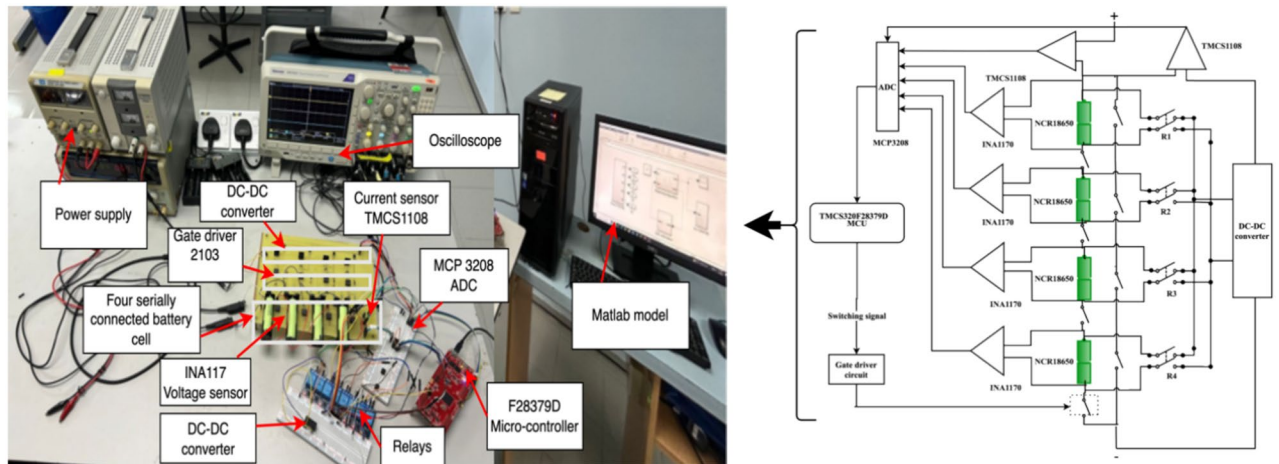 Oscilloscope
Power supply
DC-DC
converter
Current sensor
TMCS1108
Gate driver
2103
MCP 3208
ADC
Four serially
connected battery
cell
INA117
Voltage sensor
DC-DC
converter
Relays
F28379D
Micro-controller
Matlab model
+
TMCS1108
ADC
MCP3208
TMCS1108
NCR18650
INA1170
R1
NCR18650
INA1170
R2
TMCS320F28379D
MCU
DC-DC
converter
NCR18650
INA1170
R3
Switching signal
NCR18650
INA1170
R4
Gate driver
circuit
-